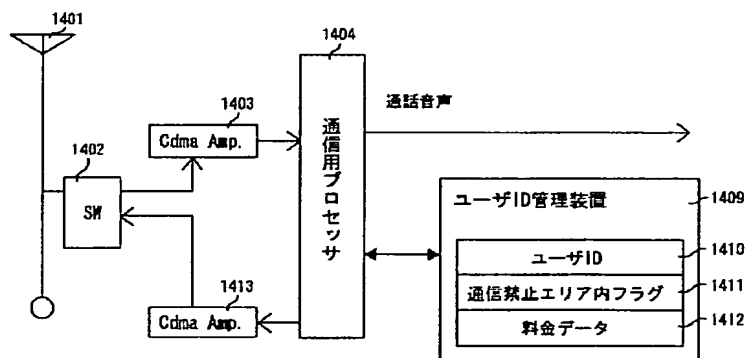 1401
1404
1403
通話音声
1402
Cdma Amp.
通信用プロセッサ
SW
ユーザID管理装置
1409
ユーザID
1410
1413
通信禁止エリア内フラグ
1411
Cdma Amp.
料金データ
1412